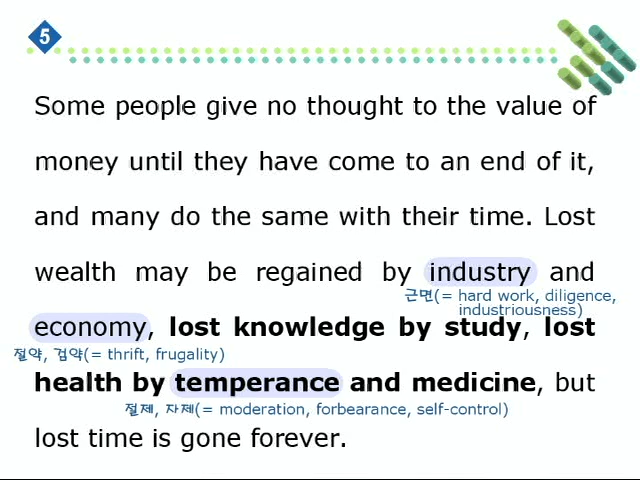 5
Some people give no thought to the value of
money until they have come to an end of it,
and many do the same with their time. Lost
wealth may be regained by industry and
근면(= hard work, diligence,
industriousness)
economy, lost knowledge by study, lost
절약, 검약(= thrift, frugality)
health by temperance and medicine, but
절제, 자제(= moderation, forbearance, self-control)
lost time is gone forever.